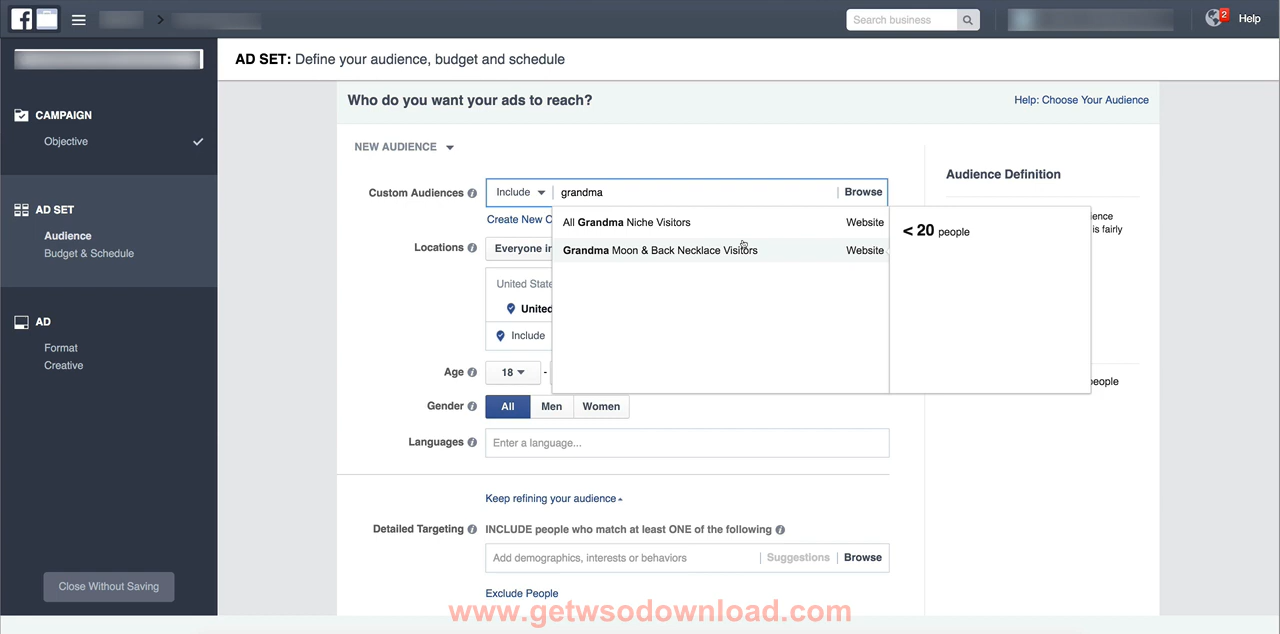 Search business
2
Help
AD SET: Define your audience, budget and schedule
CAMPAIGN
Objective
AD SET
Audience
Budget & Schedule
AD
Format
Creative
Close Without Saving
Who do you want your ads to reach?
Help: Choose Your Audience
NEW AUDIENCE
Custom Audiences
Include
grandma
Browse
Create New C
All Grandma Niche Visitors
Website
Grandma Moon & Back Necklace Visitors
Website
< 20 people
Locations
Everyone in
United State
United
Include
Age
18
-
Gender
All
Men
Women
Languages
Enter a language...
Keep refining your audience
Detailed Targeting
INCLUDE people who match at least ONE of the following
Add demographics, interests or behaviors
Suggestions
Browse
Exclude People
Audience Definition
ience
is fairly
people
www.getwsodownload.com